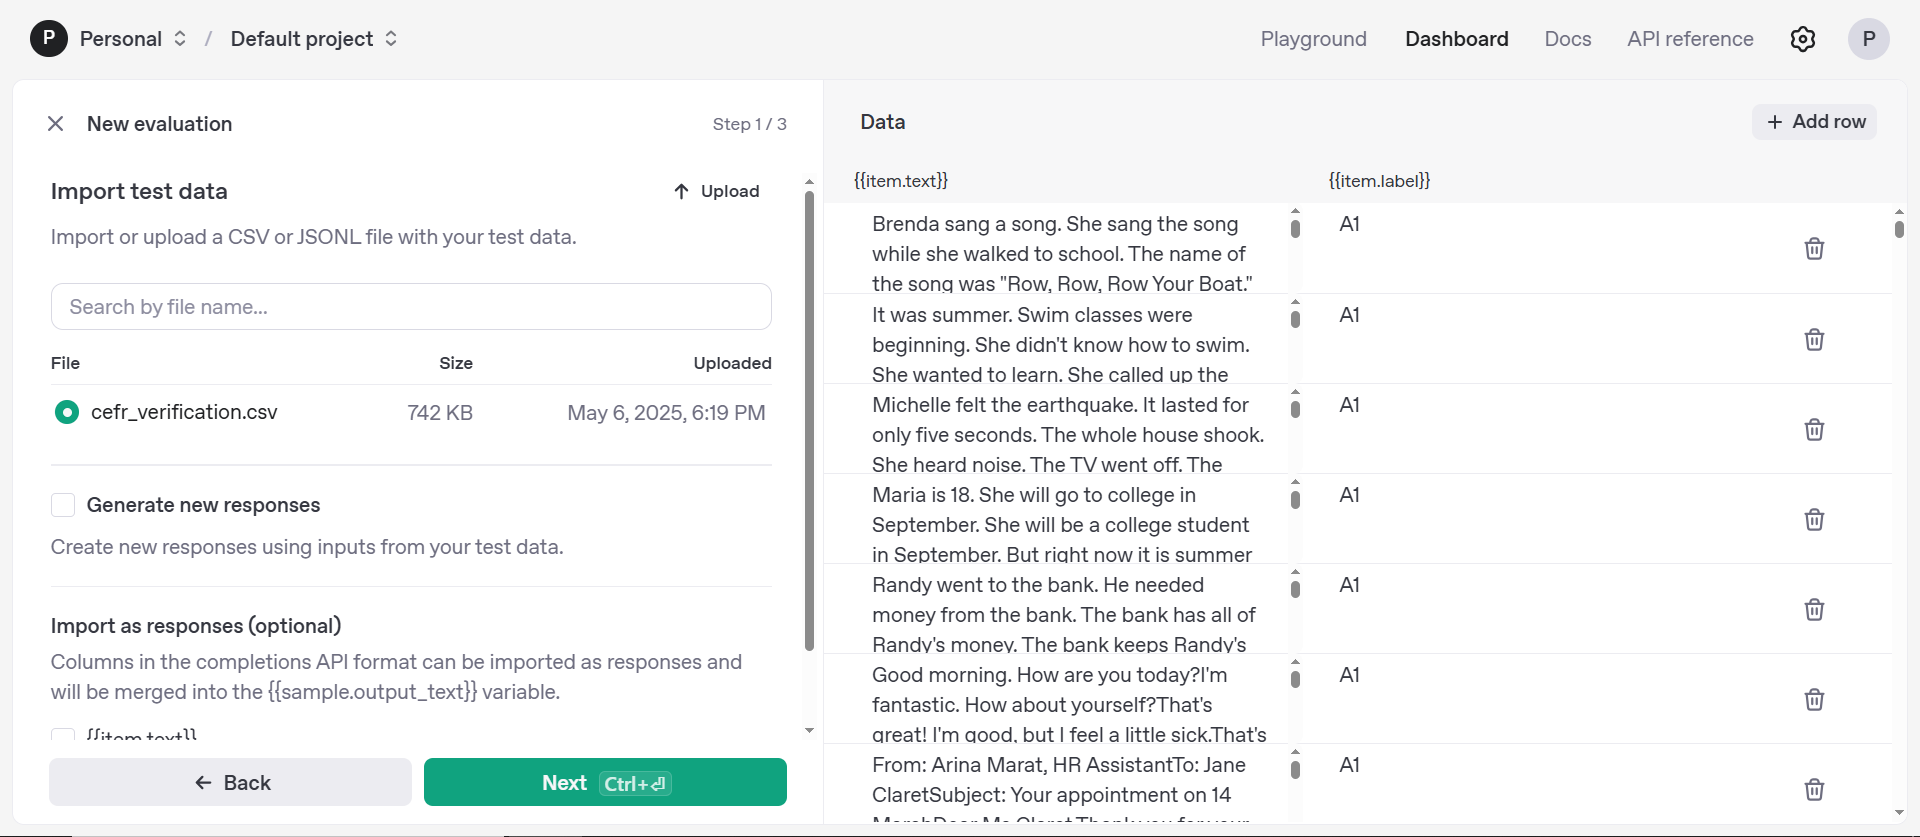 P Personal / Default project Playground Dashboard Docs API reference P
New evaluation Step 1 / 3
Import test data Upload
Import or upload a CSV or JSONL file with your test data.
Search by file name...
File Size Uploaded
cefr_verification.csv 742 KB May 6, 2025, 6:19 PM
Generate new responses
Create new responses using inputs from your test data.
Import as responses (optional)
Columns in the completions API format can be imported as responses and
will be merged into the {{sample.output_text}} variable.
{{item.text}}
Back Next Ctrl+⏎
Data + Add row
{{item.text}} {{item.label}}
Brenda sang a song. She sang the song A1
while she walked to school. The name of
the song was "Row, Row, Row Your Boat."
It was summer. Swim classes were A1
beginning. She didn't know how to swim.
She wanted to learn. She called up the
Michelle felt the earthquake. It lasted for A1
only five seconds. The whole house shook.
She heard noise. The TV went off. The
Maria is 18. She will go to college in A1
September. She will be a college student
in September. But right now it is summer
Randy went to the bank. He needed A1
money from the bank. The bank has all of
Randy's money. The bank keeps Randy's
Good morning. How are you today?I'm A1
fantastic. How about yourself?That's
great! I'm good, but I feel a little sick.That's
From: Arina Marat, HR AssistantTo: Jane A1
ClaretSubject: Your appointment on 14
MarchDear Ms Claret,Thank you for your